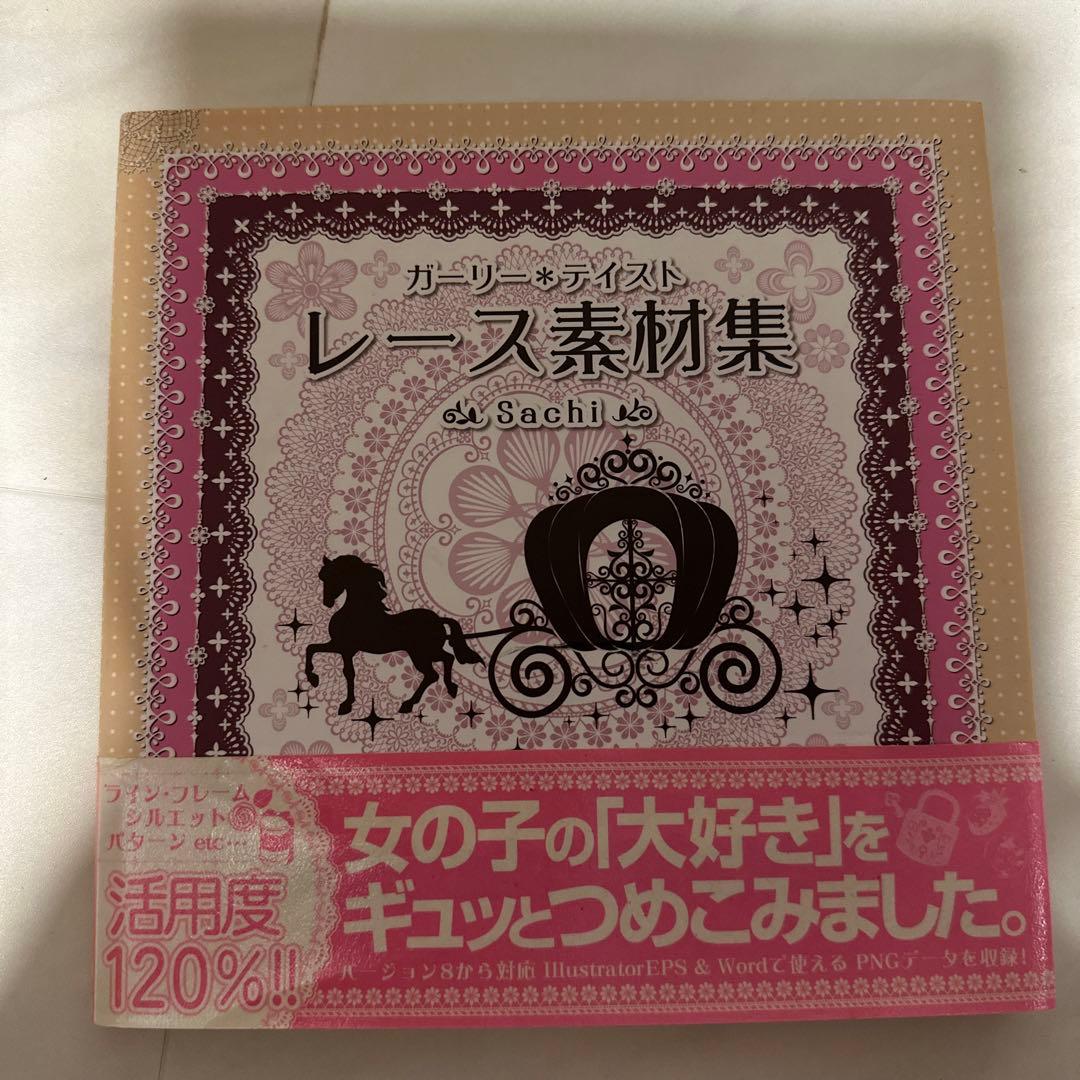 ガーリー＊テイスト
レース素材集
Sachi
ライン・フレーム
シルエット
パターン etc…
活用度
120%!!
女の子の「大好き」を
ギュッとつめこみました。
バージョン8から対応 IllustratorEPS & Wordで使える PNGデータを収録!